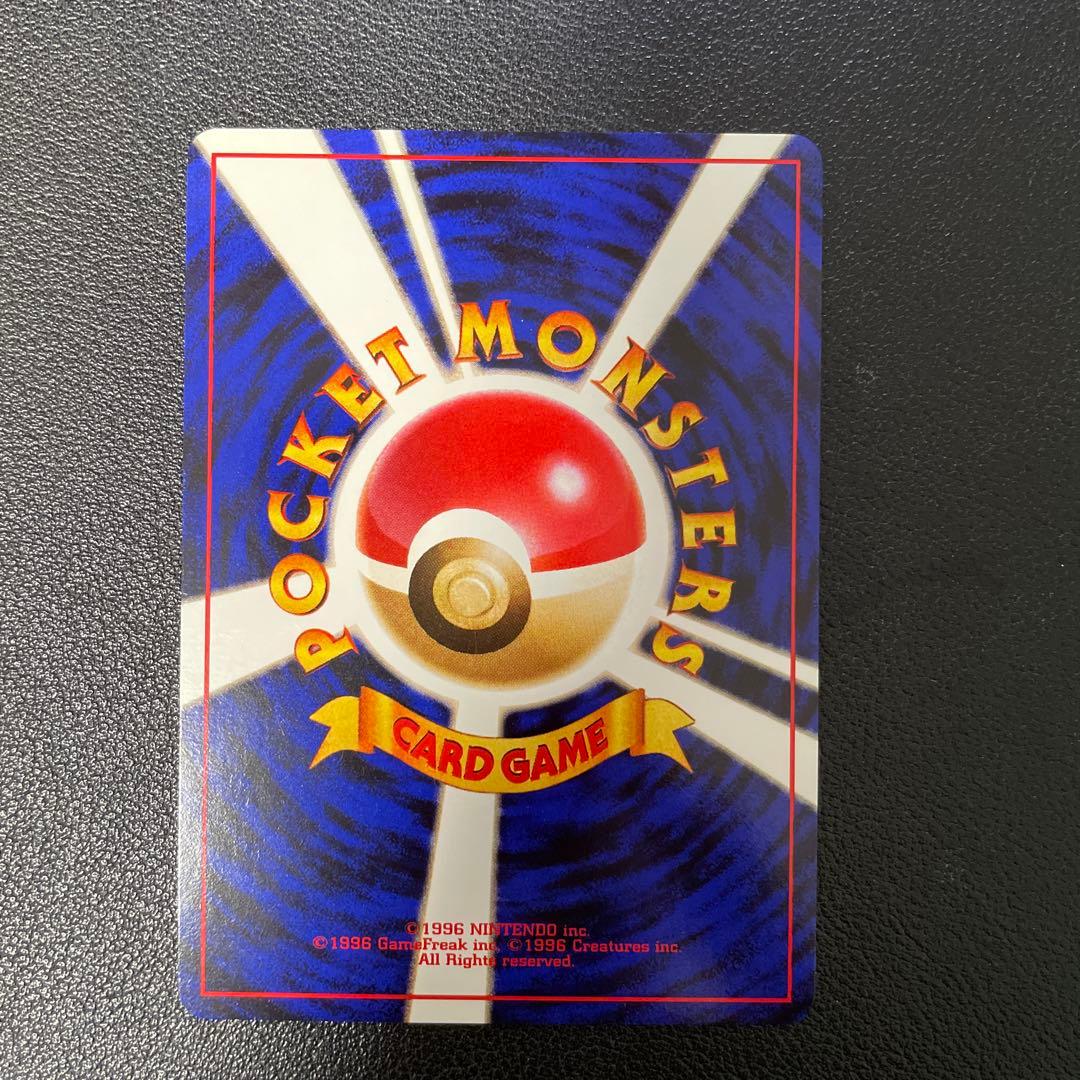 POCKET MONSTERS
CARD GAME
©1996 NINTENDO inc.
©1996 GameFreak inc, ©1996 Creatures inc.
All Rights reserved.